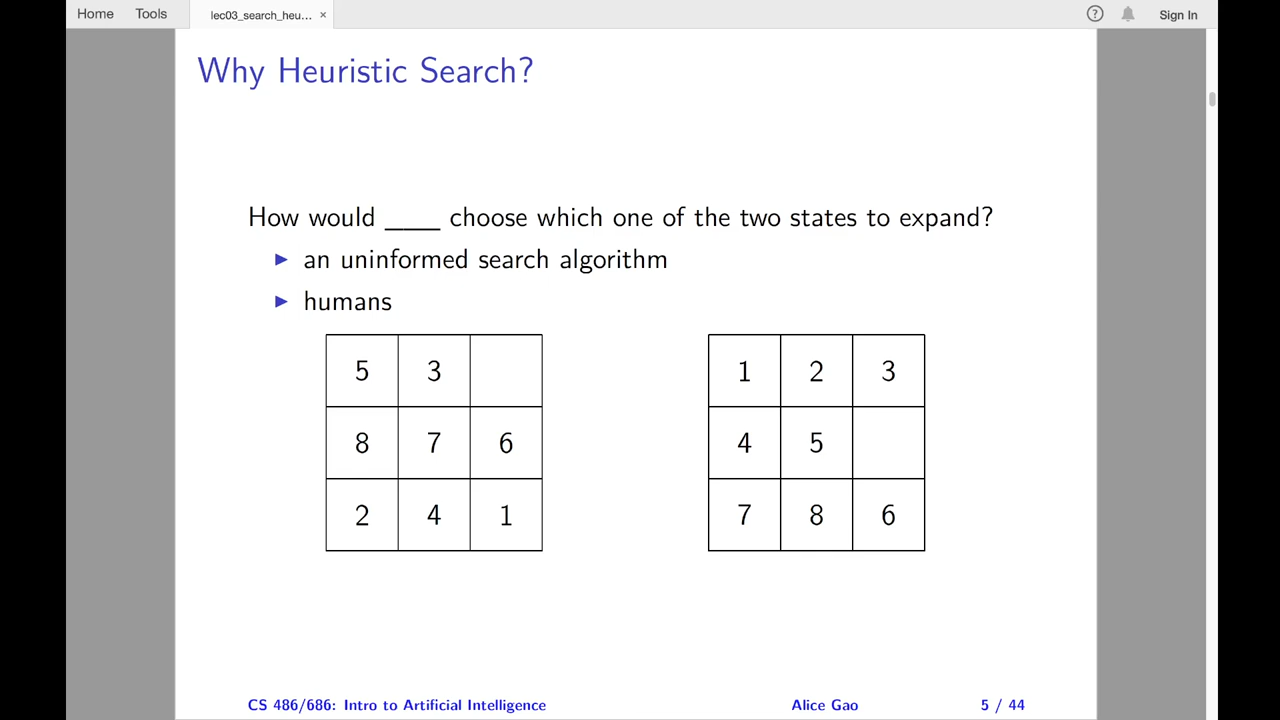 Home Tools lec03_search_heu... × ? Sign In
Why Heuristic Search?
How would ____ choose which one of the two states to expand?
▶ an uninformed search algorithm
▶ humans
5 3 1 2 3
8 7 6 4 5
2 4 1 7 8 6
CS 486/686: Intro to Artificial Intelligence Alice Gao 5 / 44